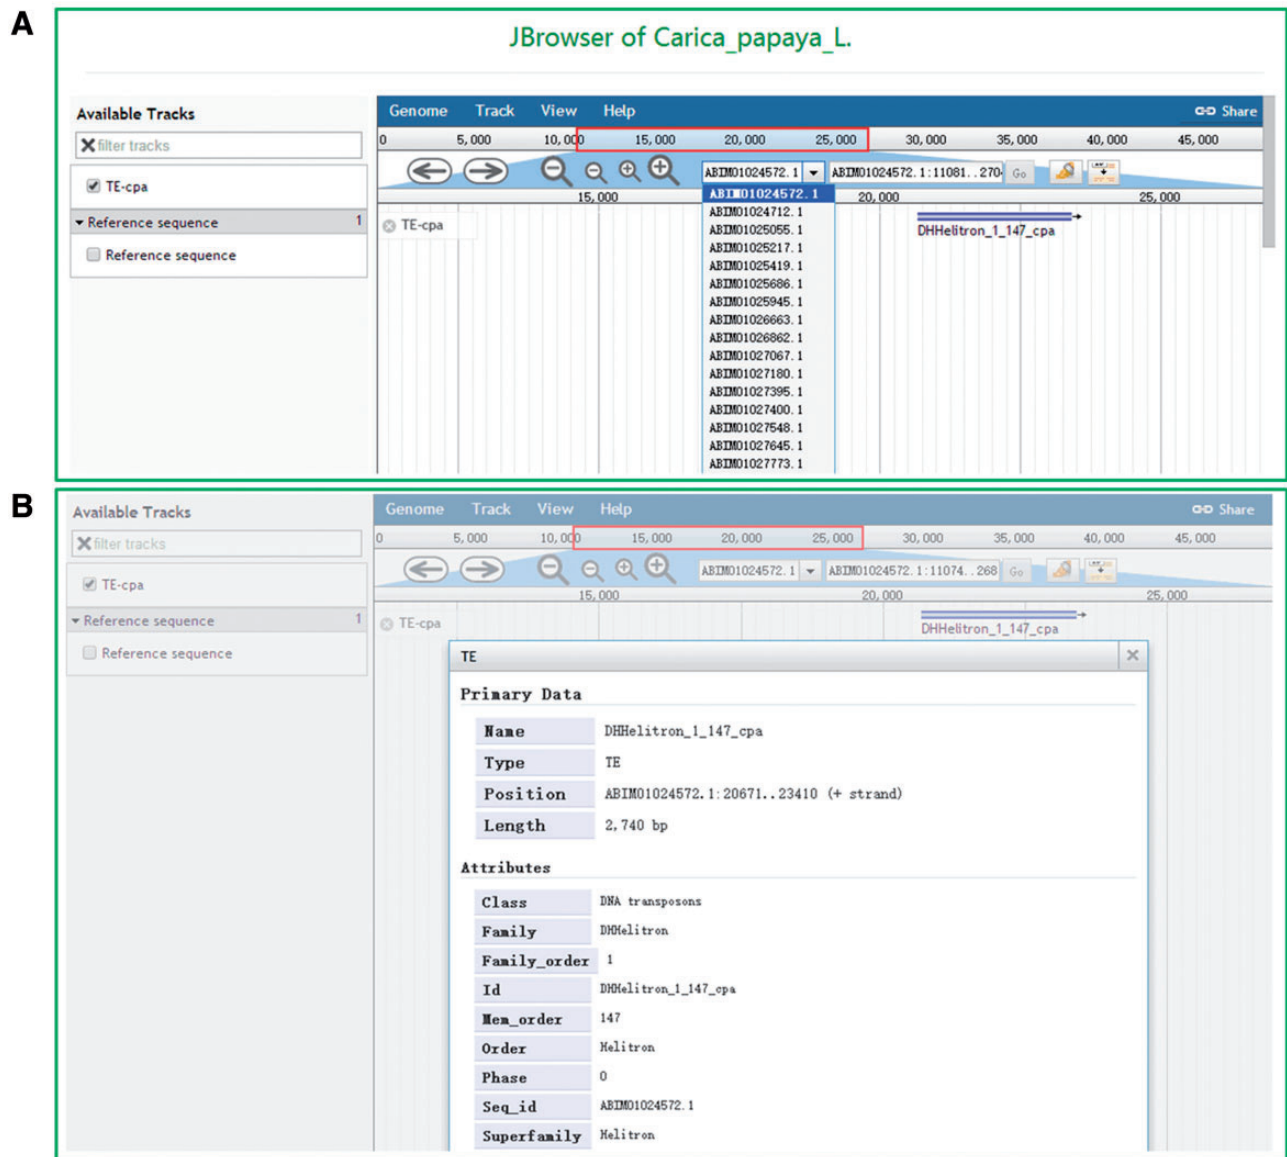 A
JBrowser of Carica_papaya_L.
Available Tracks
filter tracks
TE-cpa
Reference sequence 1
Reference sequence
Genome Track View Help Share
0 5,000 10,000 15,000 20,000 25,000 30,000 35,000 40,000 45,000
ABIM01024572.1 ABIM01024572.1:11081..270 Go
15,000 20,000 25,000
TE-cpa
DHHelitron_1_147_cpa
ABIM01024572.1
ABIM01024712.1
ABIM01025055.1
ABIM01025217.1
ABIM01025419.1
ABIM01025686.1
ABIM01025945.1
ABIM01026663.1
ABIM01026862.1
ABIM01027067.1
ABIM01027180.1
ABIM01027395.1
ABIM01027400.1
ABIM01027548.1
ABIM01027645.1
ABIM01027773.1
B
Available Tracks
filter tracks
TE-cpa
Reference sequence 1
Reference sequence
Genome Track View Help Share
0 5,000 10,000 15,000 20,000 25,000 30,000 35,000 40,000 45,000
ABIM01024572.1 ABIM01024572.1:11074..268 Go
15,000 20,000 25,000
TE-cpa
DHHelitron_1_147_cpa
TE
Primary Data
Name DHHelitron_1_147_cpa
Type TE
Position ABIM01024572.1:20671..23410 (+ strand)
Length 2,740 bp
Attributes
Class DNA transposons
Family DHHelitron
Family_order 1
Id DHHelitron_1_147_cpa
Mem_order 147
Order Helitron
Phase 0
Seq_id ABIM01024572.1
Superfamily Helitron